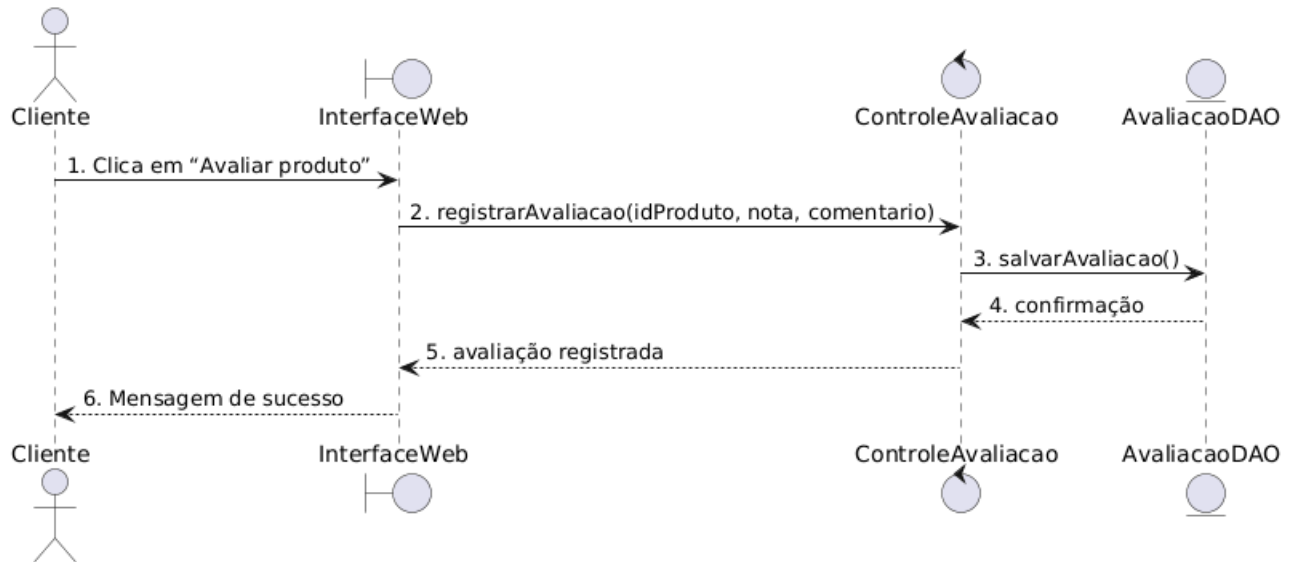 Cliente
InterfaceWeb
ControleAvaliacao
AvaliacaoDAO
1. Clica em “Avaliar produto”
2. registrarAvaliacao(idProduto, nota, comentario)
3. salvarAvaliacao()
4. confirmação
5. avaliação registrada
6. Mensagem de sucesso
Cliente
InterfaceWeb
ControleAvaliacao
AvaliacaoDAO